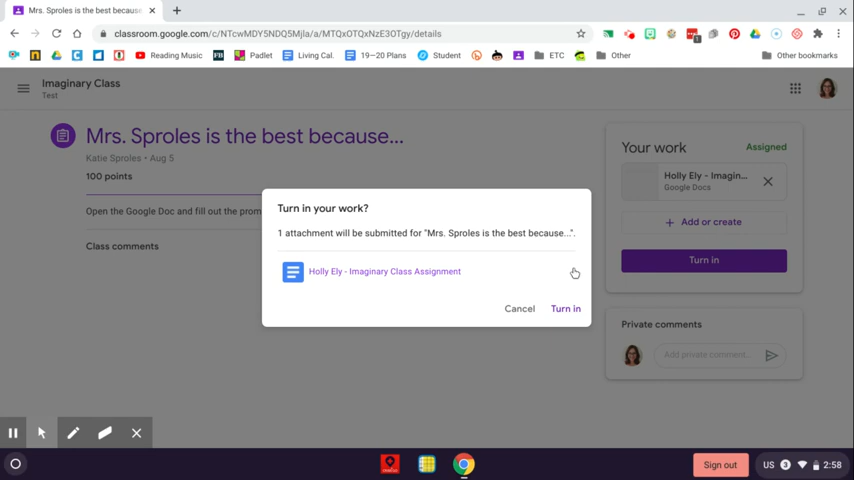 Mrs. Sproles is the best because
classroom.google.com/c/NTcwMDY5NDQ5Mjla/a/MTQxOTQxNzE3OTgy/details
Reading Music
Padlet
Living Cal.
19—20 Plans
Student
ETC
Other
Other bookmarks
Imaginary Class
Test
Mrs. Sproles is the best because...
Katie Sproles • Aug 5
100 points
Open the Google Doc and fill out the prom
Class comments
Your work
Assigned
Holly Ely - Imagin...
Google Docs
+ Add or create
Turn in
Private comments
Add private comment...
Turn in your work?
1 attachment will be submitted for "Mrs. Sproles is the best because...".
Holly Ely - Imaginary Class Assignment
Cancel
Turn in
Sign out
US
3
2:58